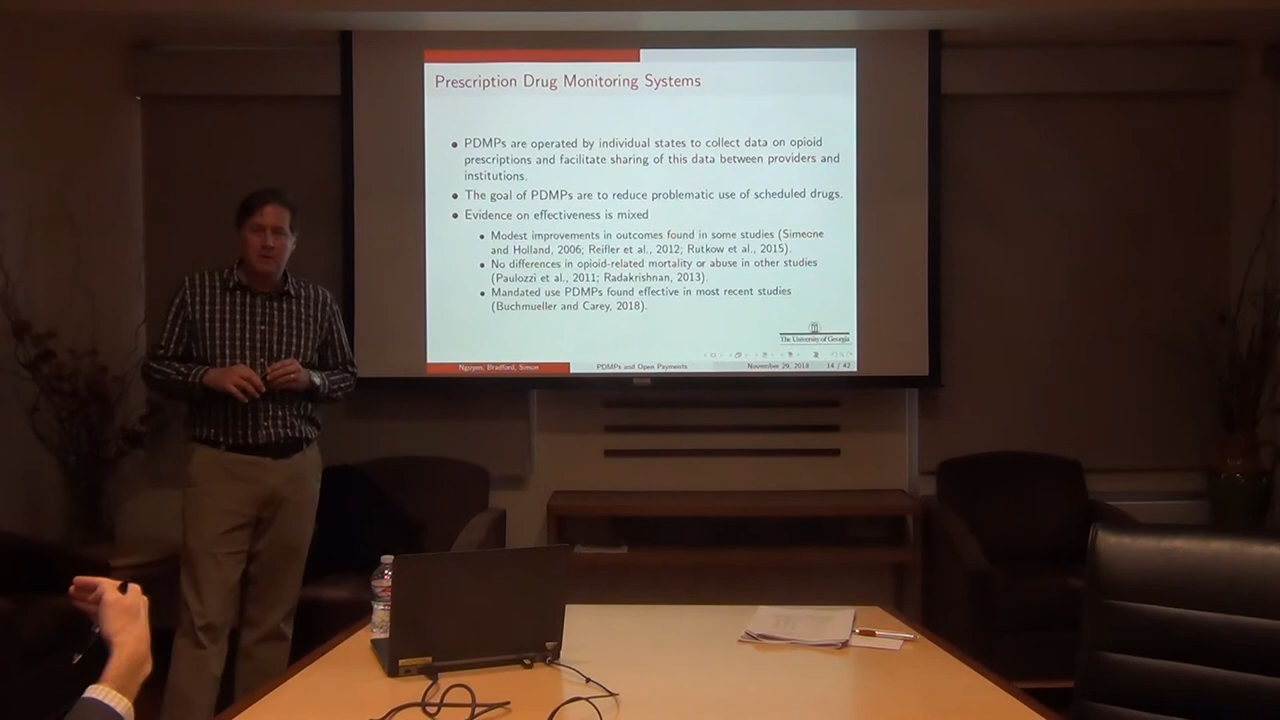 Prescription Drug Monitoring Systems
PDMPs are operated by individual states to collect data on opioid
prescriptions and facilitate sharing of this data between providers and
institutions.
The goal of PDMPs are to reduce problematic use of scheduled drugs.
Evidence on effectiveness is mixed
Modest improvements in outcomes found in some studies (Simeone
and Holland, 2006; Reifler et al., 2012; Rutkow et al., 2015).
No differences in opioid-related mortality or abuse in other studies
(Paulozzi et al., 2011; Radakrishnan, 2013).
Mandated use PDMPs found effective in most recent studies
(Buchmueller and Carey, 2018).
The University of Georgia
Nguyen, Bradford, Simon
PDMPs and Open Payments
November 29, 2018
14 / 42